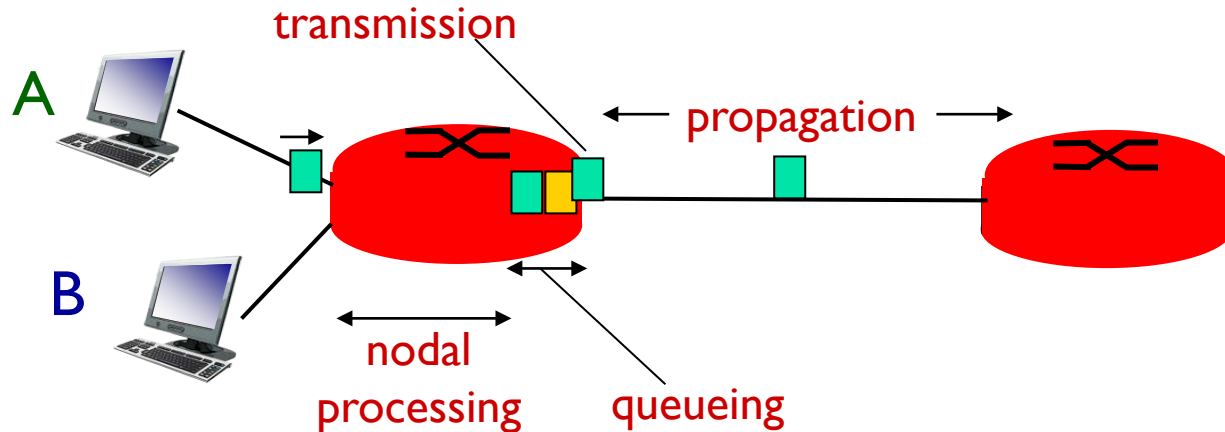 transmission
A
propagation
B
nodal
processing
queueing